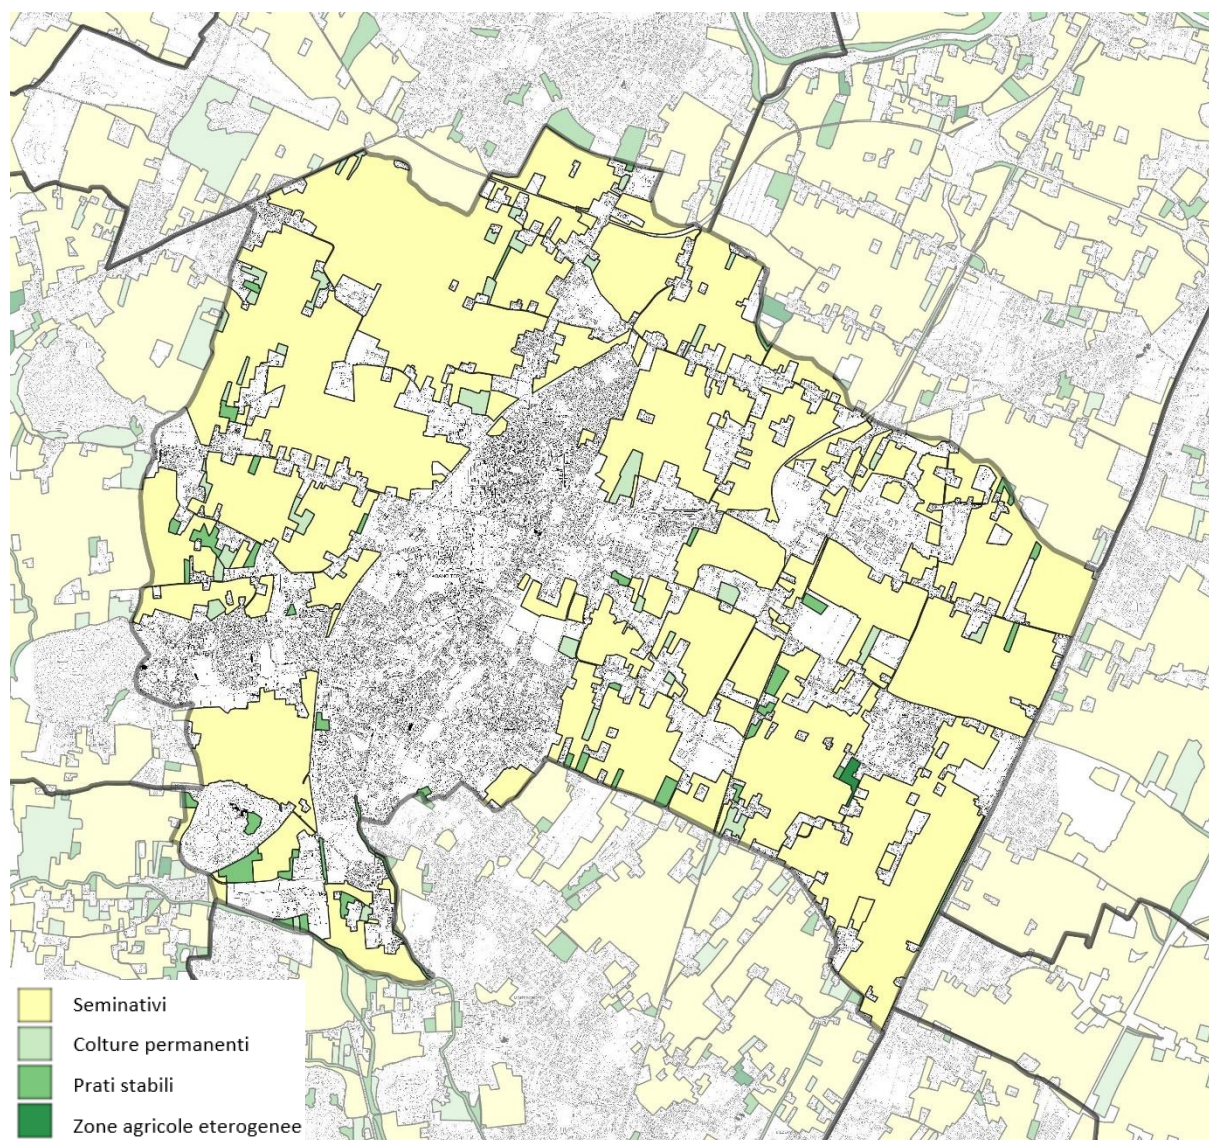 Seminativi
Colture permanenti
Prati stabili
Zone agricole eterogenee